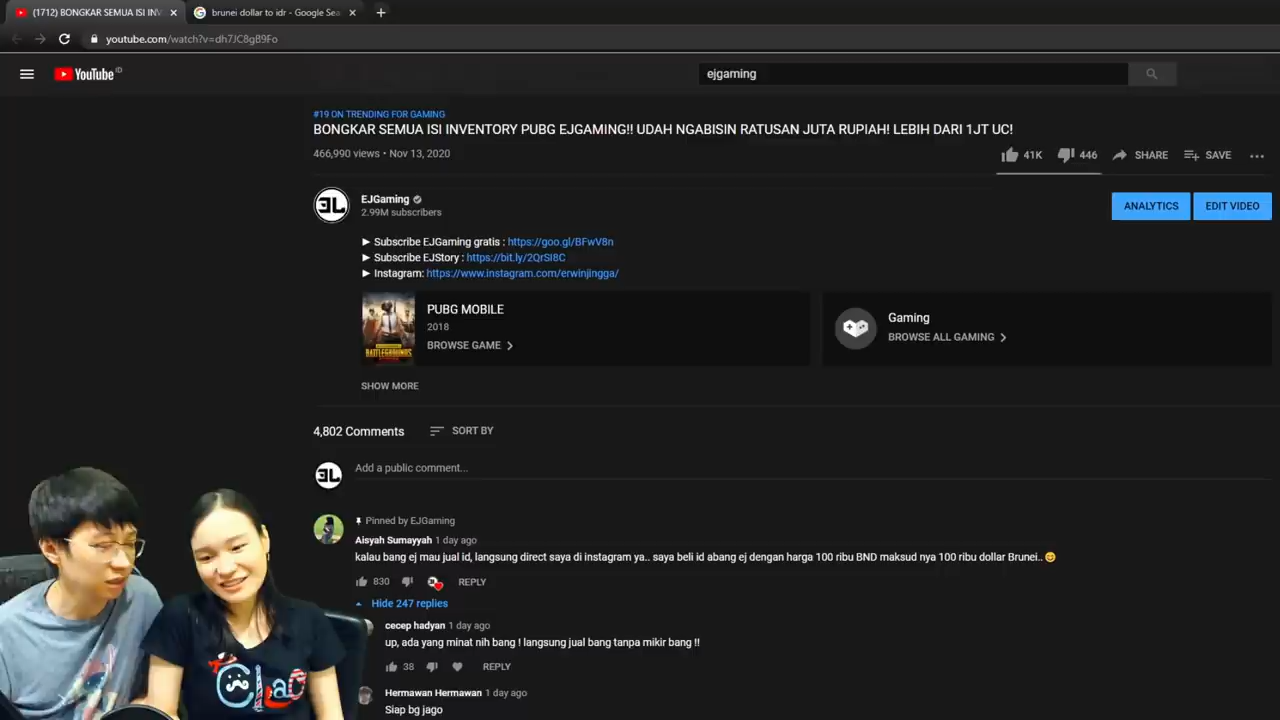 (1712) BONGKAR SEMUA ISI INV
brunei dollar to idr - Google Sea
youtube.com/watch?v=dh7JC8gB9Fo
YouTube ID
ejgaming
#19 ON TRENDING FOR GAMING
BONGKAR SEMUA ISI INVENTORY PUBG EJGAMING!! UDAH NGABISIN RATUSAN JUTA RUPIAH! LEBIH DARI 1JT UC!
466,990 views • Nov 13, 2020
41K 446 SHARE SAVE
EJGaming
2.99M subscribers
ANALYTICS EDIT VIDEO
► Subscribe EJGaming gratis : https://goo.gl/BFwV8n
► Subscribe EJStory : https://bit.ly/2QrSI8C
► Instagram: https://www.instagram.com/erwinjingga/
PUBG MOBILE
2018
BROWSE GAME
Gaming
BROWSE ALL GAMING
BATTLEGROUNDS
SHOW MORE
4,802 Comments SORT BY
Add a public comment...
Pinned by EJGaming
Aisyah Sumayyah 1 day ago
kalau bang ej mau jual id, langsung direct saya di instagram ya.. saya beli id abang ej dengan harga 100 ribu BND maksud nya 100 ribu dollar Brunei.. 😊
830 REPLY
Hide 247 replies
cecep hadyan 1 day ago
up, ada yang minat nih bang ! langsung jual bang tanpa mikir bang !!
38 REPLY
Hermawan Hermawan 1 day ago
Siap bg jago